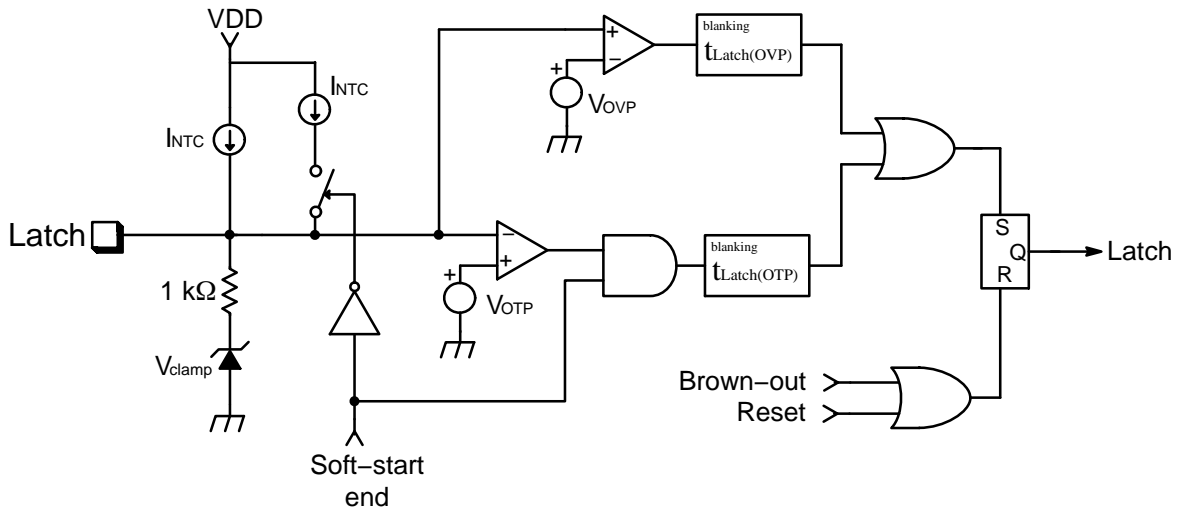 VDD
INTC
INTC
Latch
1 kΩ
Vclamp
Soft−start
end
+
−
+
VOVP
blanking
tLatch(OVP)
−
+
+
VOTP
blanking
tLatch(OTP)
Brown−out
Reset
S
Q
R
Latch